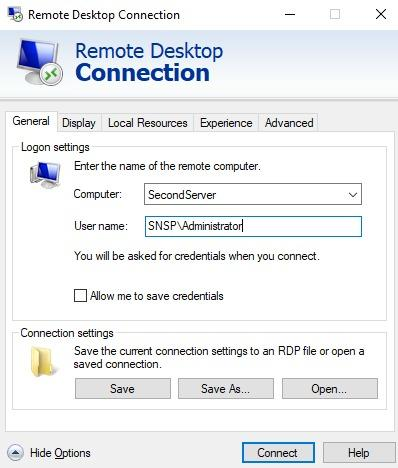 Remote Desktop Connection
Remote Desktop
Connection
General Display Local Resources Experience Advanced
Logon settings
Enter the name of the remote computer.
Computer: SecondServer
User name: SNSP\Administrator
You will be asked for credentials when you connect.
Allow me to save credentials
Connection settings
Save the current connection settings to an RDP file or open a
saved connection.
Save Save As... Open...
Hide Options Connect Help